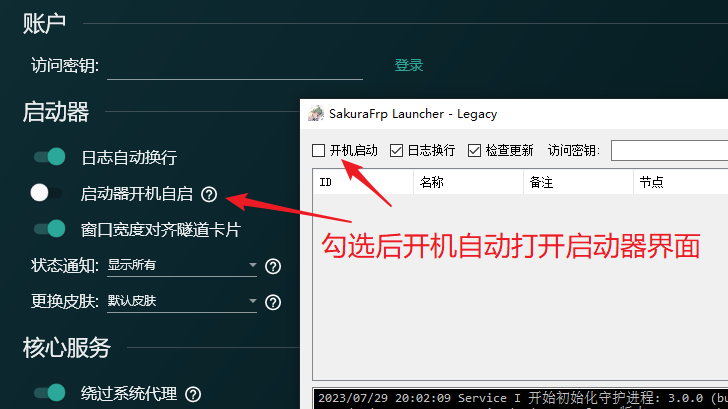 账户
访问密钥:
登录
启动器
日志自动换行
启动器开机自启
窗口宽度对齐隧道卡片
状态通知: 显示所有
更换皮肤: 默认皮肤
核心服务
绕过系统代理
SakuraFrp Launcher - Legacy
开机启动 日志换行 检查更新 访问密钥:
ID 名称 备注 节点
勾选后开机自动打开启动器界面
2023/07/29 20:02:09 Service I 开始初始化守护进程: 3.0.0 (bu